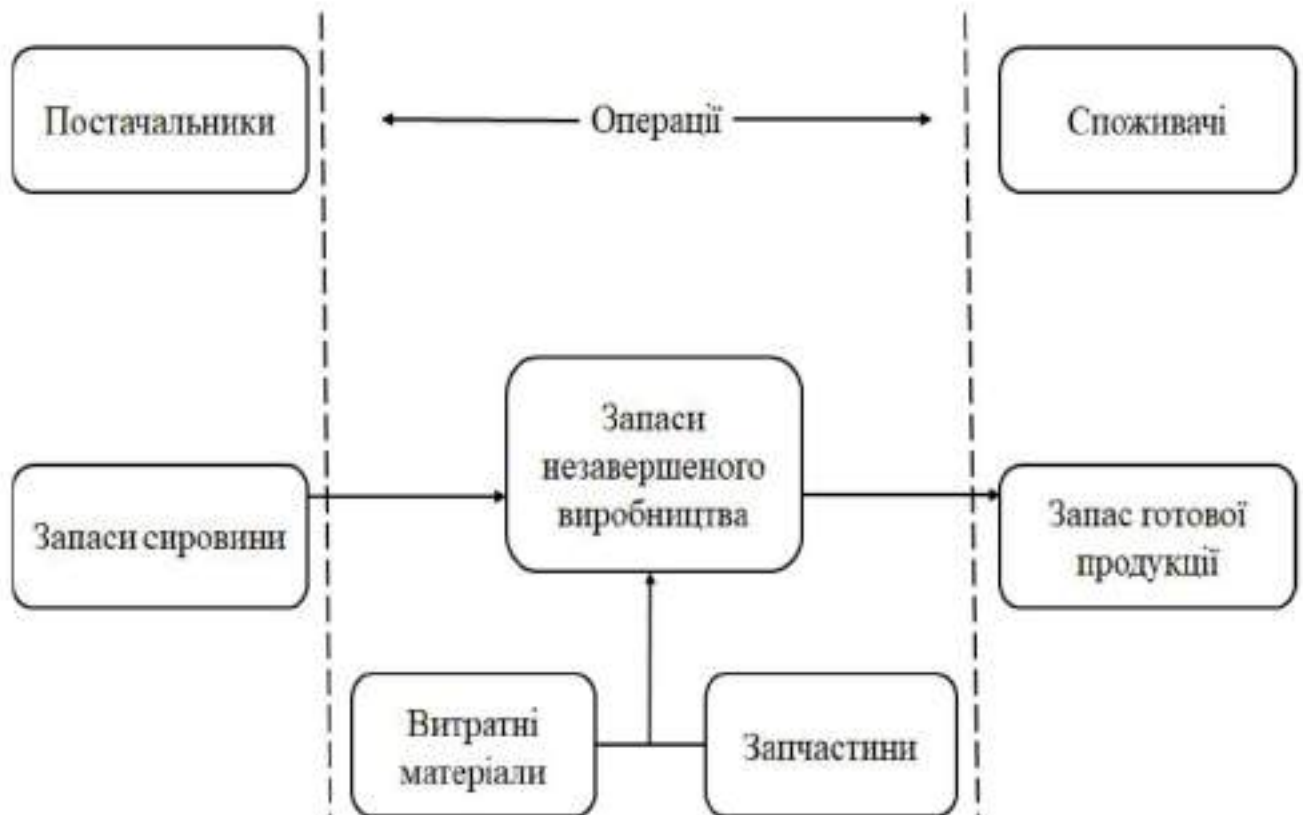 Постачальники
Операції
Споживачі
Запаси
незавершеного
виробництва
Запаси сировини
Запас готової
продукції
Витратні
матеріали
Запчастини